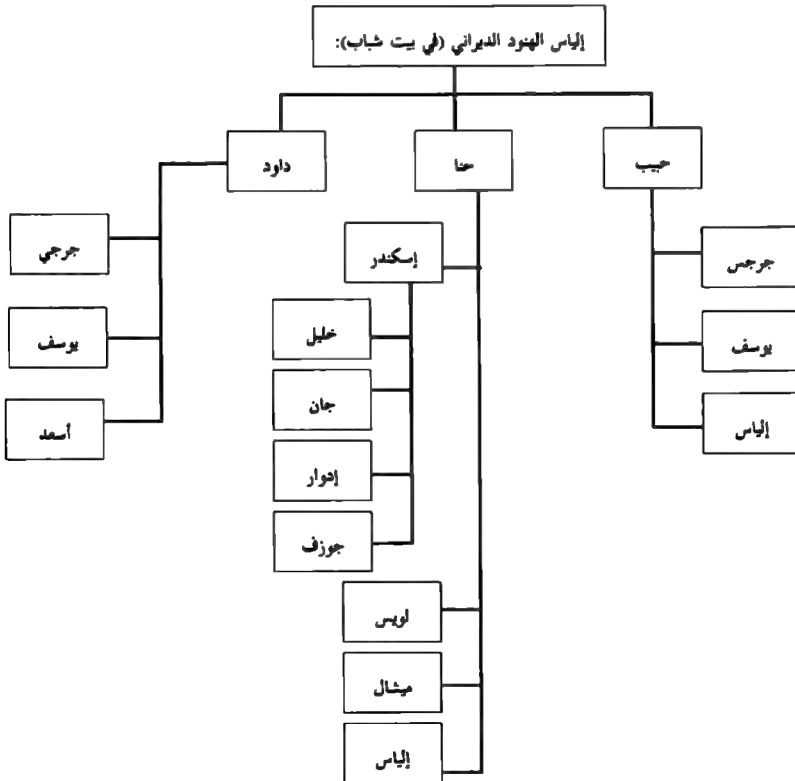 إلياس الهنود الديراني (في بيت شباب):
حبيب
حنا
داود
جرجس
يوسف
إلياس
إسكندر
خليل
جان
إدوار
جوزف
لويس
ميشال
إلياس
جرجي
يوسف
أسعد